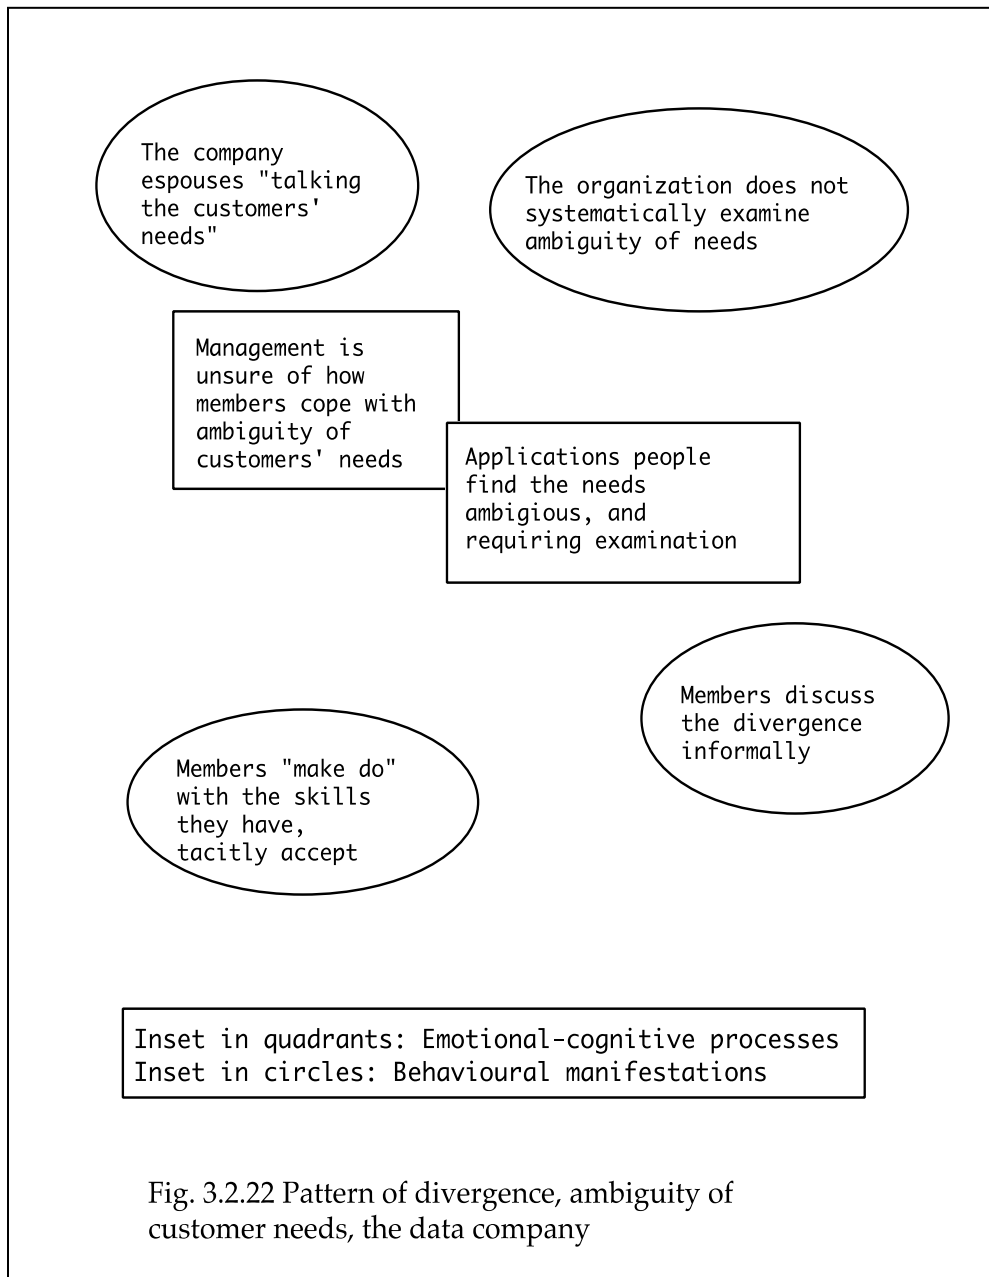 The company
espouses "talking
the customers'
needs"
The organization does not
systematically examine
ambiguity of needs
Management is
unsure of how
members cope with
ambiguity of
customers' needs
Applications people
find the needs
ambigious, and
requiring examination
Members discuss
the divergence
informally
Members "make do"
with the skills
they have,
tacitly accept
Inset in quadrants: Emotional-cognitive processes
Inset in circles: Behavioural manifestations
Fig. 3.2.22 Pattern of divergence, ambiguity of
customer needs, the data company